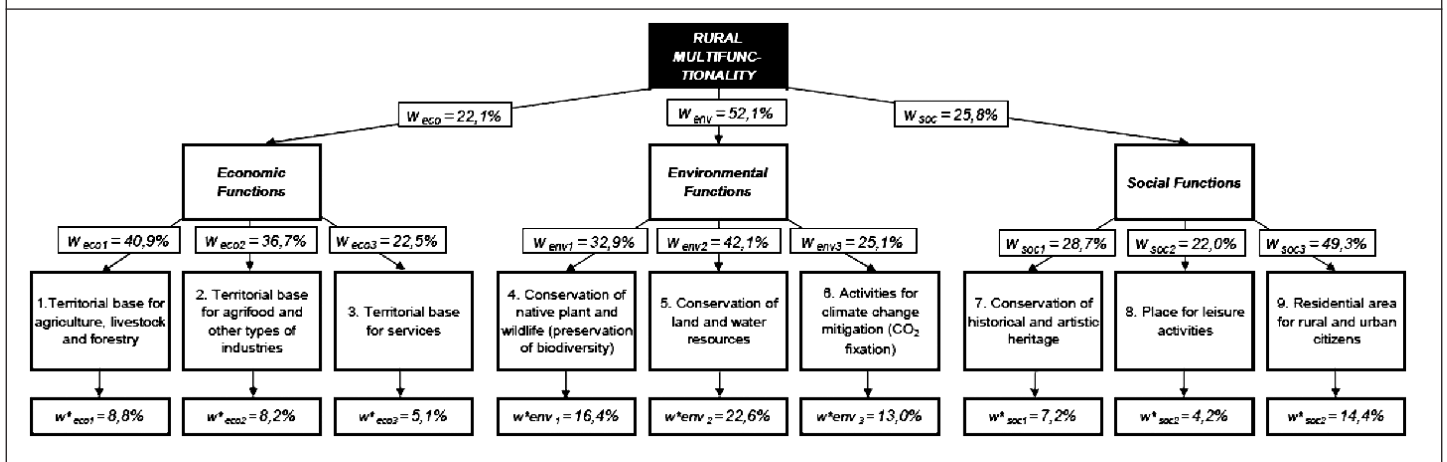 RURAL
MULTIFUNC-
TIONALITY
w eco = 22,1%
w env = 52,1%
w soc = 25,8%
Economic
Functions
Environmental
Functions
Social Functions
w eco1 = 40,9%
w eco2 = 36,7%
w eco3 = 22,5%
w env1 = 32,9%
w env2 = 42,1%
w env3 = 25,1%
w soc1 = 28,7%
w soc2 = 22,0%
w soc3 = 49,3%
1.Territorial base for
agriculture, livestock
and forestry
2. Territorial base
for agrifood and
other types of
industries
3. Territorial base
for services
4. Conservation of
native plant and
wildlife (preservation
of biodiversity)
5. Conservation of
land and water
resources
6. Activities for
climate change
mitigation (CO2
fixation)
7. Conservation of
historical and artistic
heritage
8. Place for leisure
activities
9. Residential area
for rural and urban
citizens
w* eco1 = 8,8%
w* eco2 = 8,2%
w* eco3 = 5,1%
w*env 1 = 16,4%
w*env 2 = 22,6%
w*env 3 = 13,0%
w* soc1 = 7,2%
w* soc2 = 4,2%
w* soc2 = 14,4%